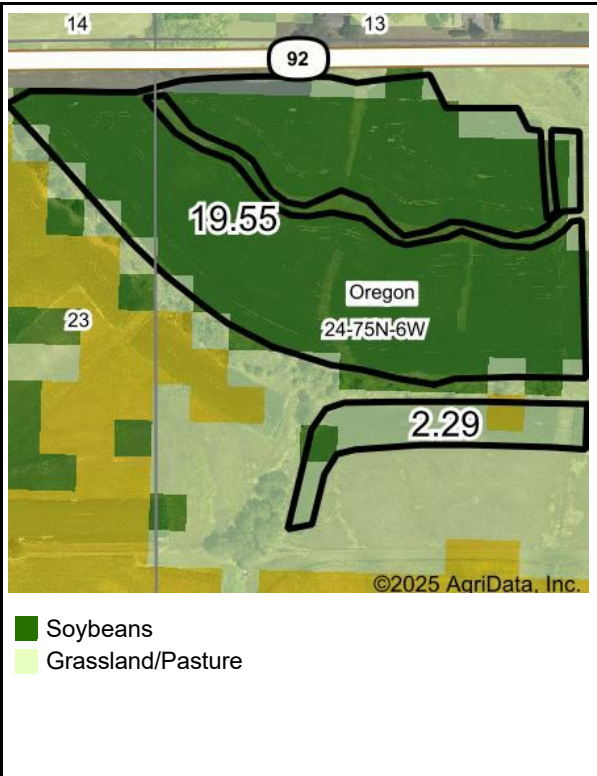 14
13
92
19.55
Oregon
24-75N-6W
23
2.29
©2025 AgriData, Inc.
Soybeans
Grassland/Pasture